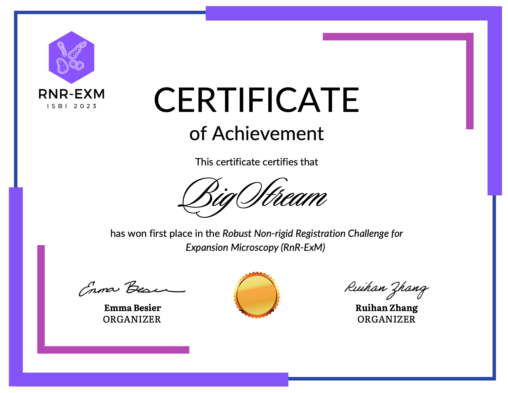 RNR-EXM
ISBI 2023
CERTIFICATE
of Achievement
This certificate certifies that
BigStream
has won first place in the Robust Non-rigid Registration Challenge for
Expansion Microscopy (RnR-ExM)
Emma Besier
Emma Besier
ORGANIZER
Ruihan Zhang
Ruihan Zhang
ORGANIZER